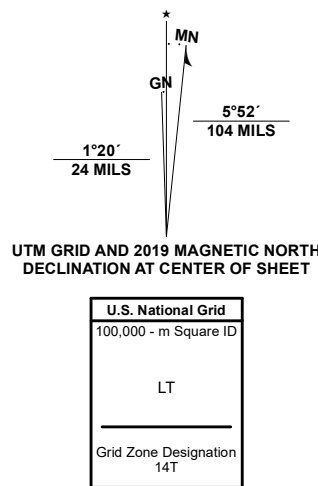 ★
MN
GN
5°52´
104 MILS
1°20´
24 MILS
UTM GRID AND 2019 MAGNETIC NORTH
DECLINATION AT CENTER OF SHEET
U.S. National Grid
100,000 - m Square ID
LT
Grid Zone Designation
14T